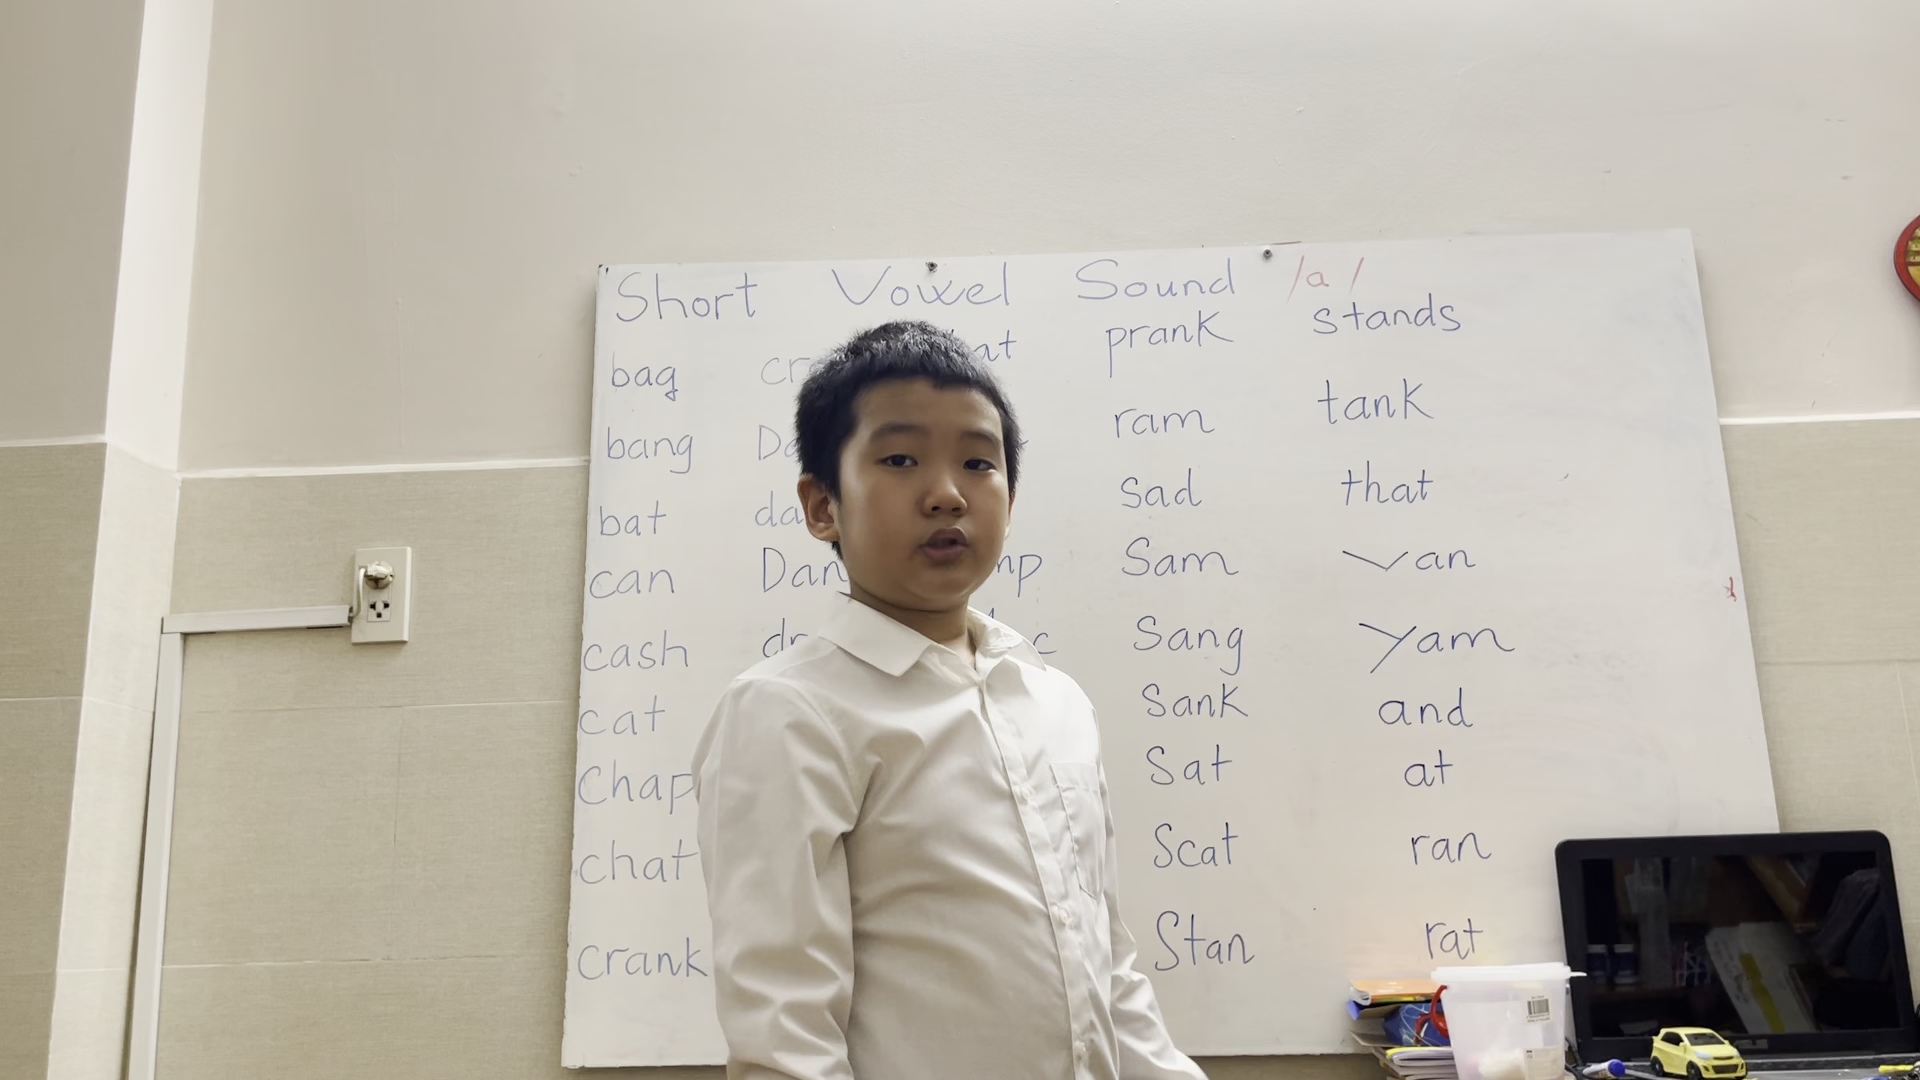 Short Vowel Sound /a/
bag
bang
bat
can
cash
cat
Chap
chat
crank
prank
ram
sad
Sam
Sang
Sank
Sat
Scat
Stan
stands
tank
that
van
yam
and
at
ran
rat